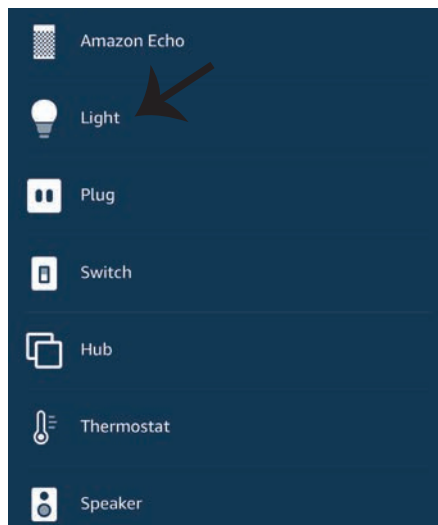 Amazon Echo
Light
Plug
Switch
Hub
Thermostat
Speaker